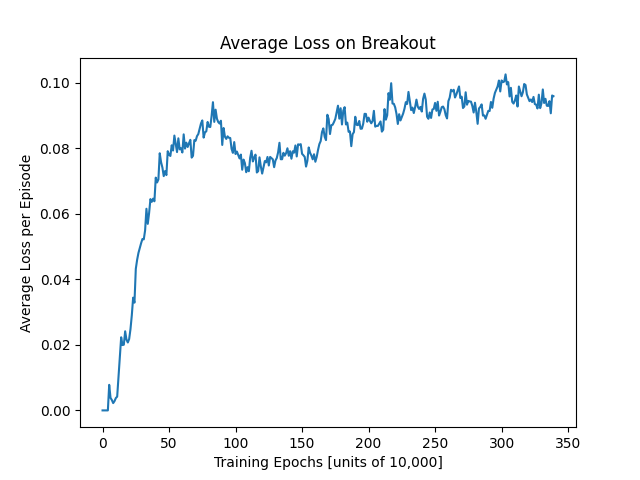 Average Loss on Breakout
Average Loss per Episode
0.10
0.08
0.06
0.04
0.02
0.00
0 50 100 150 200 250 300 350
Training Epochs [units of 10,000]